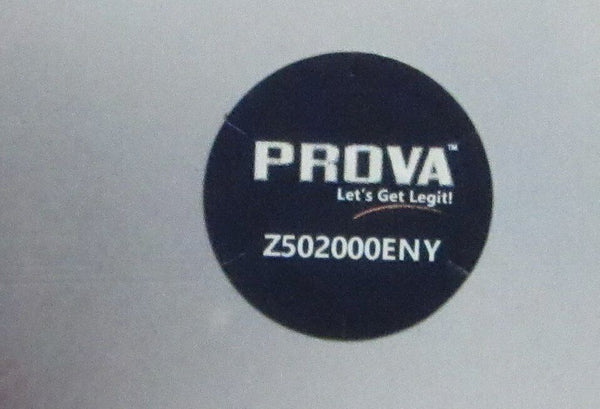 PROVA™
Let's Get Legit!
Z502000ENY